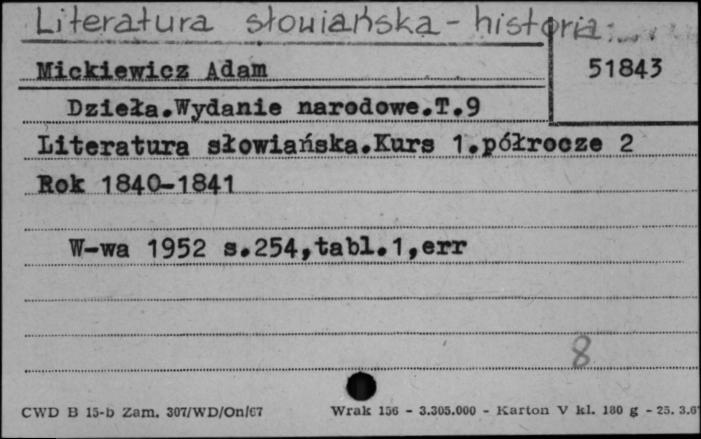 Literatura słowiańska - historia
Mickiewicz Adam
51843
Dzieła.Wydanie narodowe.T.9
Literatura słowiańska.Kurs 1.półrocze 2
Rok 1840-1841
W-wa 1952 s.254,tabl.1,err
8
CWD B 15-b Zam. 307/WD/On/67 Wrak 156 - 3.305.000 - Karton V kl. 180 g - 25. 3.6